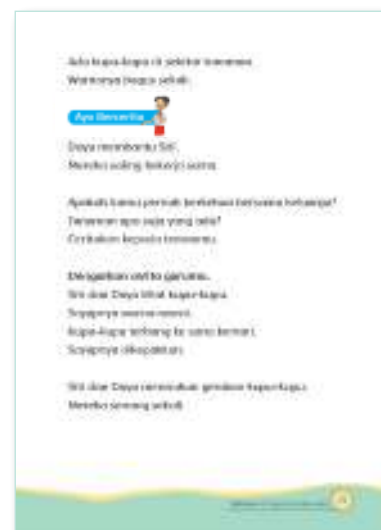 Ada kupu-kupu di sekitar tanaman.
Warnanya bagus sekali.
Ayo Bercerita
Dayu membantu Siti.
Mereka saling bekerja sama.
Apakah kamu pernah berkebun bersama keluarga?
Tanaman apa saja yang ada?
Ceritakan kepada temanmu.
Dengarkan cerita gurumu.
Siti dan Dayu lihat kupu-kupu.
Sayapnya warna-warni.
Kupu-kupu terbang ke sana kemari.
Sayapnya dikepakkan.
Siti dan Dayu menirukan gerakan kupu-kupu.
Mereka senang sekali.